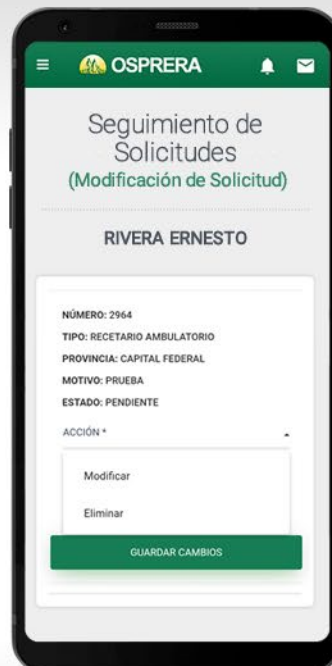 OSPRERA
Seguimiento de
Solicitudes
(Modificación de Solicitud)
RIVERA ERNESTO
NÚMERO: 2964
TIPO: RECETARIO AMBULATORIO
PROVINCIA: CAPITAL FEDERAL
MOTIVO: PRUEBA
ESTADO: PENDIENTE
ACCIÓN *
Modificar
Eliminar
GUARDAR CAMBIOS